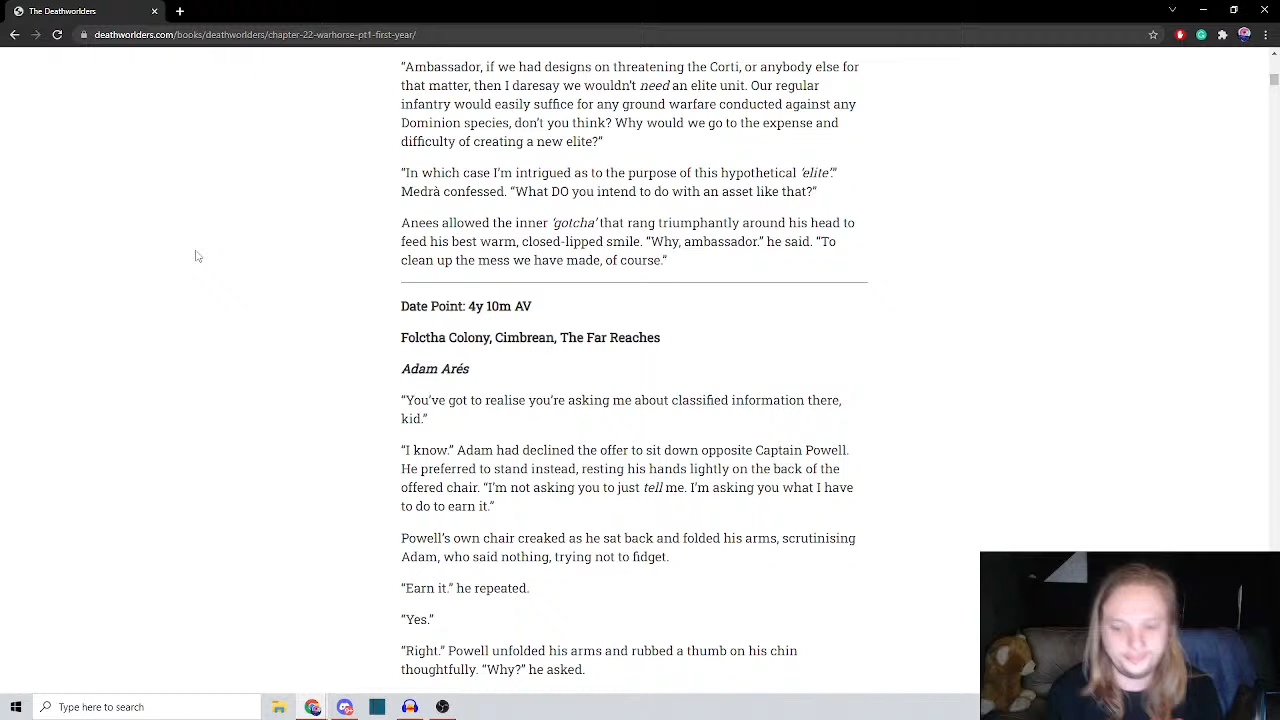 The Deathworlders
deathworlders.com/books/deathworlders/chapter-22-warhorse-pt1-first-year/
“Ambassador, if we had designs on threatening the Corti, or anybody else for
that matter, then I daresay we wouldn’t need an elite unit. Our regular
infantry would easily suffice for any ground warfare conducted against any
Dominion species, don’t you think? Why would we go to the expense and
difficulty of creating a new elite?”
“In which case I’m intrigued as to the purpose of this hypothetical ‘elite’.”
Medrà confessed. “What DO you intend to do with an asset like that?”
Anees allowed the inner ‘gotcha’ that rang triumphantly around his head to
feed his best warm, closed-lipped smile. “Why, ambassador.” he said. “To
clean up the mess we have made, of course.”
Date Point: 4y 10m AV
Folctha Colony, Cimbrean, The Far Reaches
Adam Arés
“You’ve got to realise you’re asking me about classified information there,
kid.”
“I know.” Adam had declined the offer to sit down opposite Captain Powell.
He preferred to stand instead, resting his hands lightly on the back of the
offered chair. “I’m not asking you to just tell me. I’m asking you what I have
to do to earn it.”
Powell’s own chair creaked as he sat back and folded his arms, scrutinising
Adam, who said nothing, trying not to fidget.
“Earn it.” he repeated.
“Yes.”
“Right.” Powell unfolded his arms and rubbed a thumb on his chin
thoughtfully. “Why?” he asked.
Type here to search